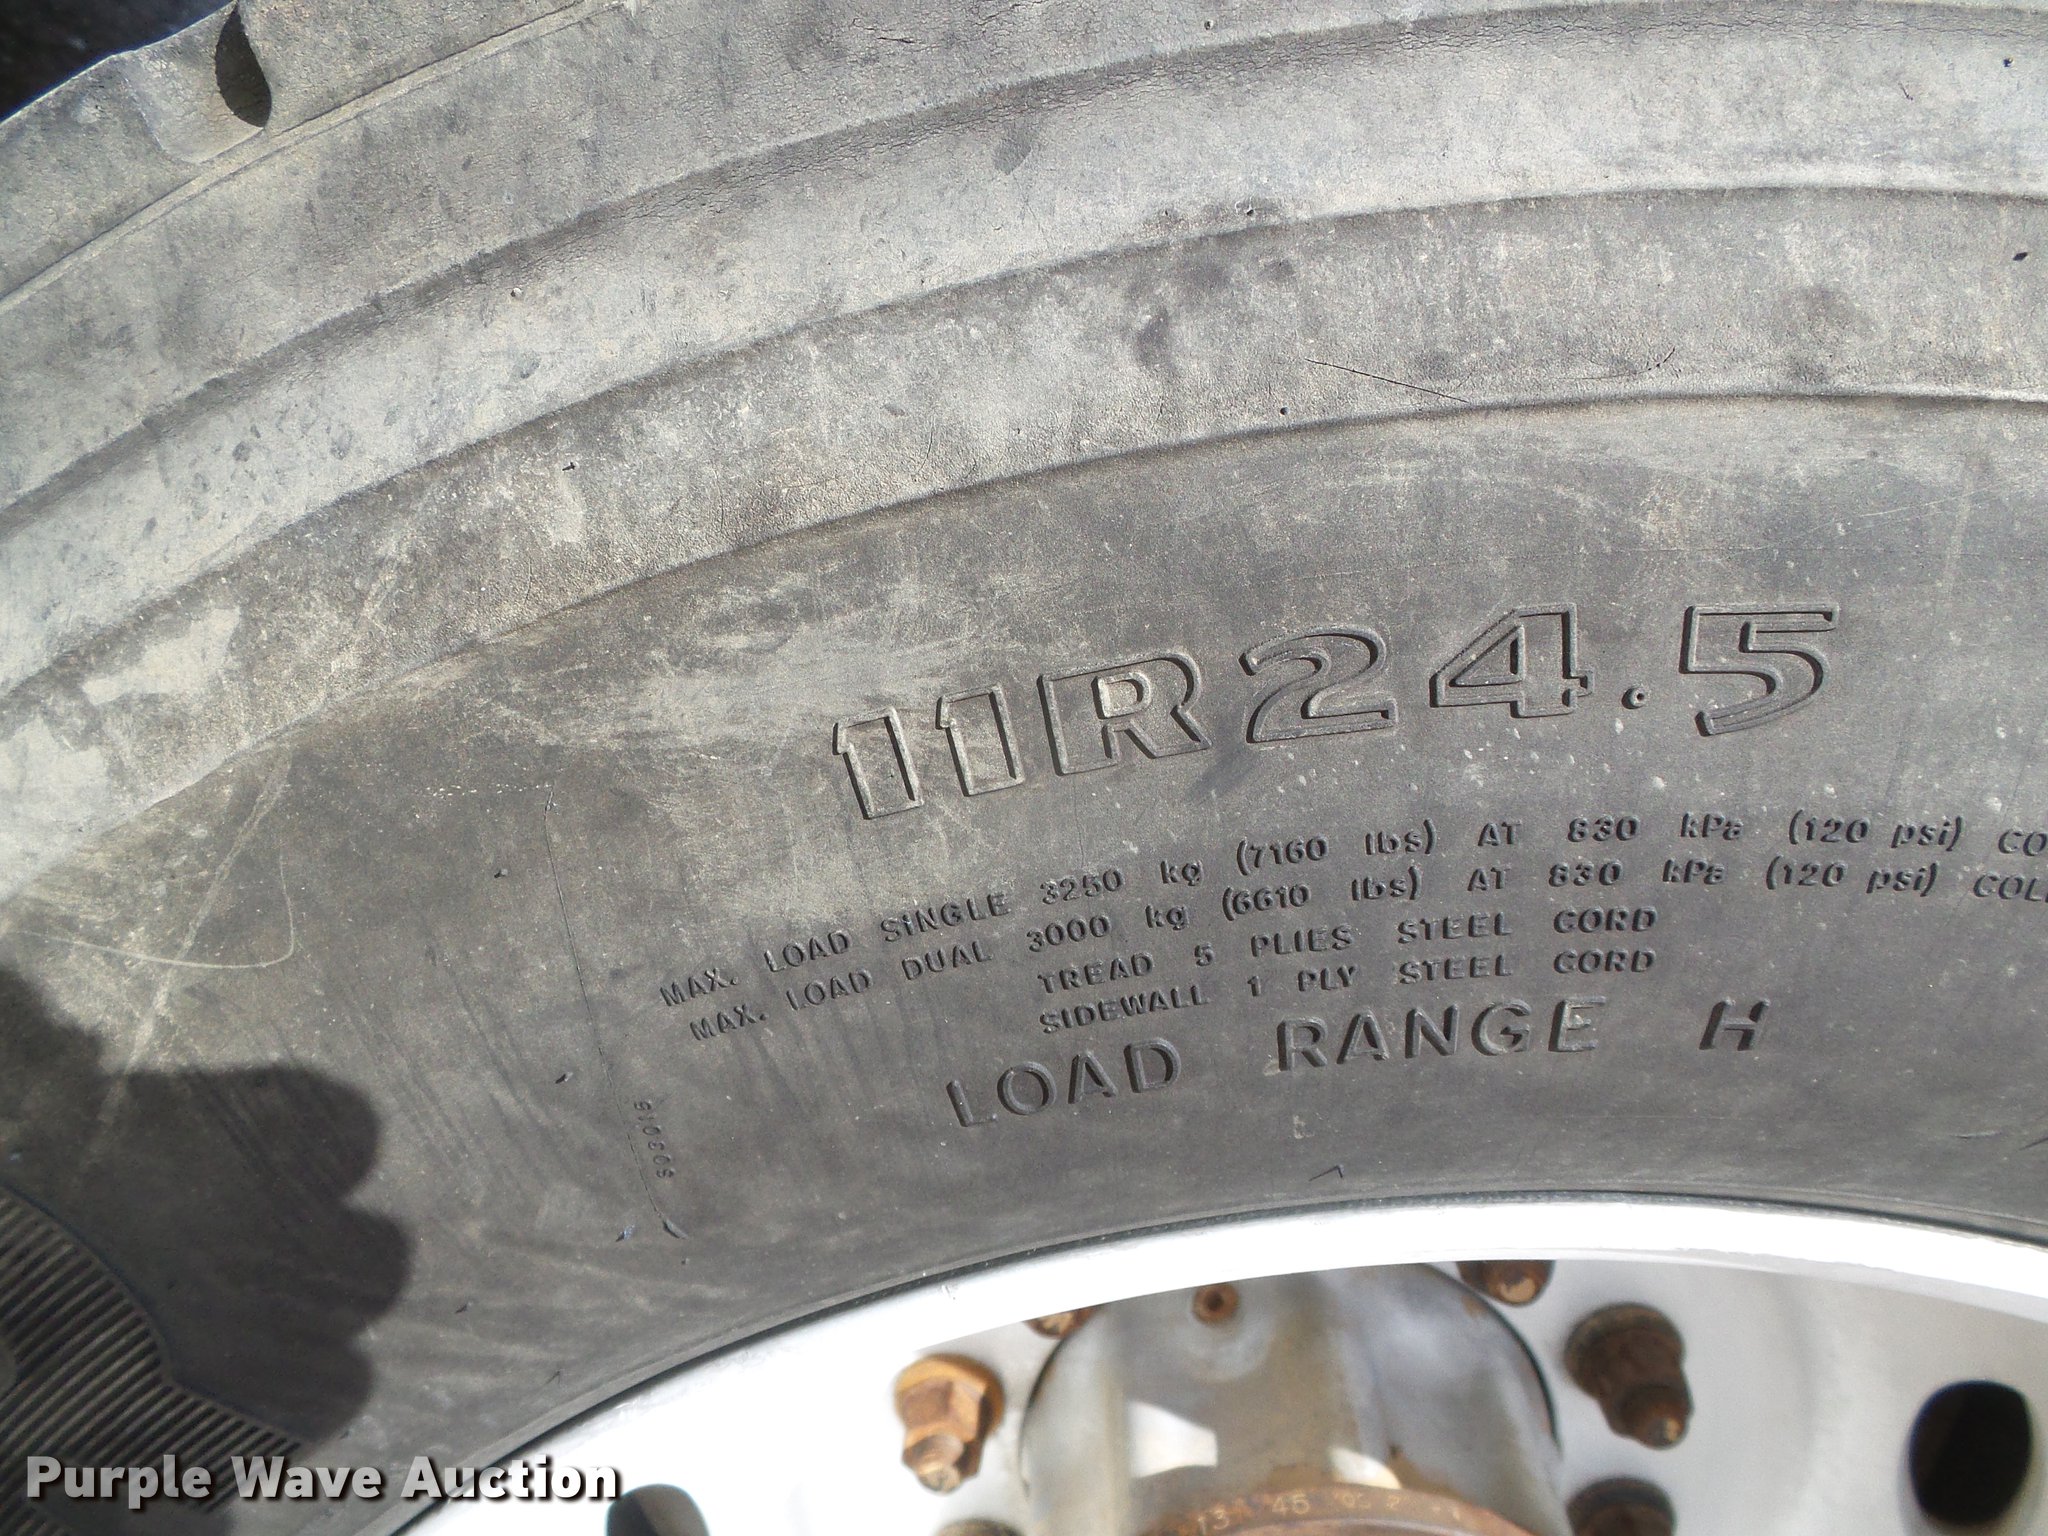 11R24.5
MAX. LOAD SINGLE 3250 kg (7160 lbs) AT 830 kPa (120 psi) CO
MAX. LOAD DUAL 3000 kg (6610 lbs) AT 830 kPa (120 psi) COL
TREAD 5 PLIES STEEL CORD
SIDEWALL 1 PLY STEEL CORD
LOAD RANGE H
Purple Wave Auction